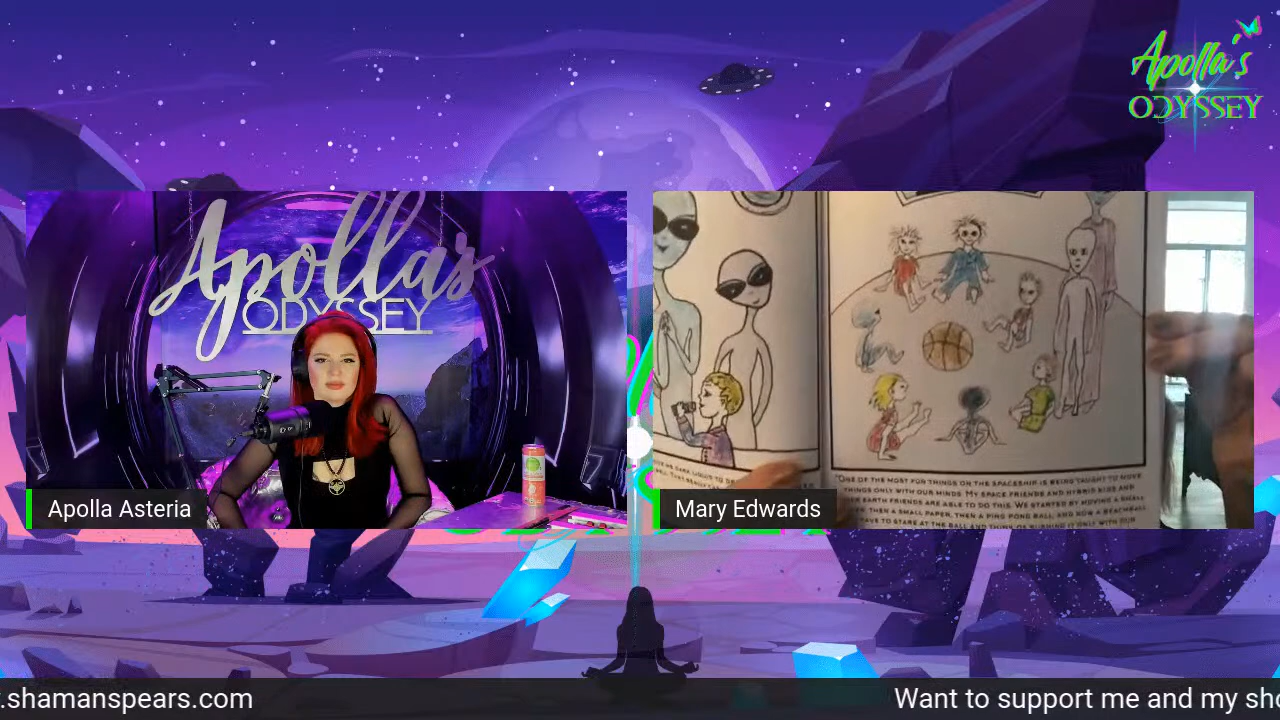 Apolla's
ODYSSEY
Apolla's
ODYSSEY
"ONE OF THE MOST FUN THINGS ON THE SPACESHIP IS BEING TAUGHT TO MOVE
THINGS ONLY WITH OUR MINDS. MY SPACE FRIENDS AND HYBRID KIDS AND
EARTH FRIENDS ARE ABLE TO DO THIS. WE STARTED BY MOVING A SMALL
THEN A SMALL PAPER, THEN A PING PONG BALL, AND NOW A BEACHBALL.
TO STARE AT THE BALL AND THINK OF PUSHING IT ONLY WITH OUR
Apolla Asteria
Mary Edwards
.shamanspears.com
Want to support me and my sho